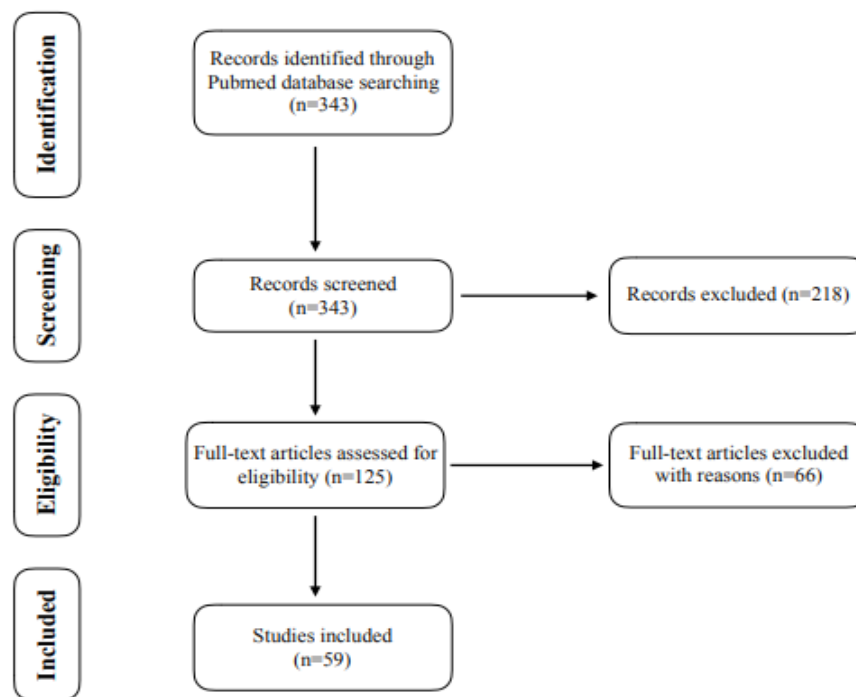 Identification
Records identified through
Pubmed database searching
(n=343)
Screening
Records screened
(n=343)
Records excluded (n=218)
Eligibility
Full-text articles assessed for
eligibility (n=125)
Full-text articles excluded
with reasons (n=66)
Included
Studies included
(n=59)